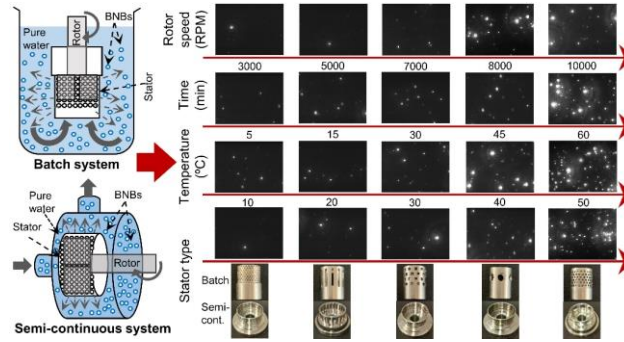 Pure
water
BNBs
Rotor
Stator
Batch system
Pure
water
BNBs
Stator
Rotor
Semi-continuous system
Rotor
speed
(RPM)
3000 5000 7000 8000 10000
Time
(min)
5 15 30 45 60
Temperature
(ºC)
10 20 30 40 50
Stator type
Batch
Semi-
cont.